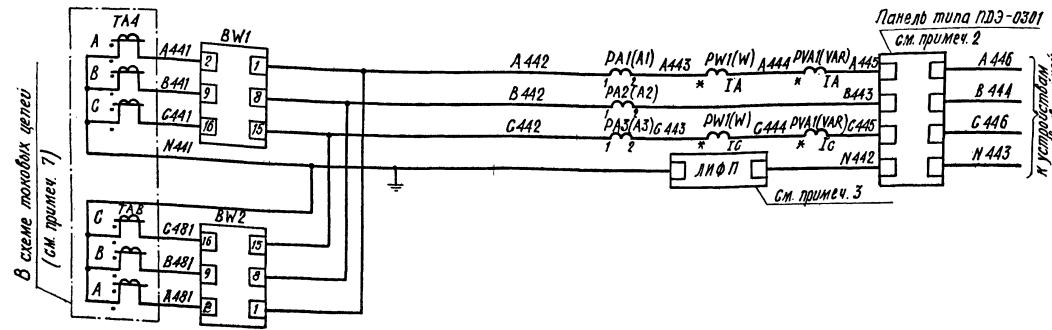 TA4
A
B
C
A441
B441
C441
N441
BW1
2
9
16
1
8
15
A442
B442
C442
PA1(A1)
1 2
A443
PW1(W)
* IA
A444
PVA1(VAR)
* IA
A445
PA2(A2)
B443
PA3(A3)
1 2
C443
PW1(W)
* IC
C444
PVA1(VAR)
* IC
C445
ЛИФП
N442
См. примеч. 3
Панель типа ПДЭ-0301
см. примеч. 2
A446
B444
C446
N443
К устройствам
В схеме токовых цепей
(см. примеч. 7)
TA8
C
B
A
C481
B481
A481
BW2
16
9
2
15
8
1